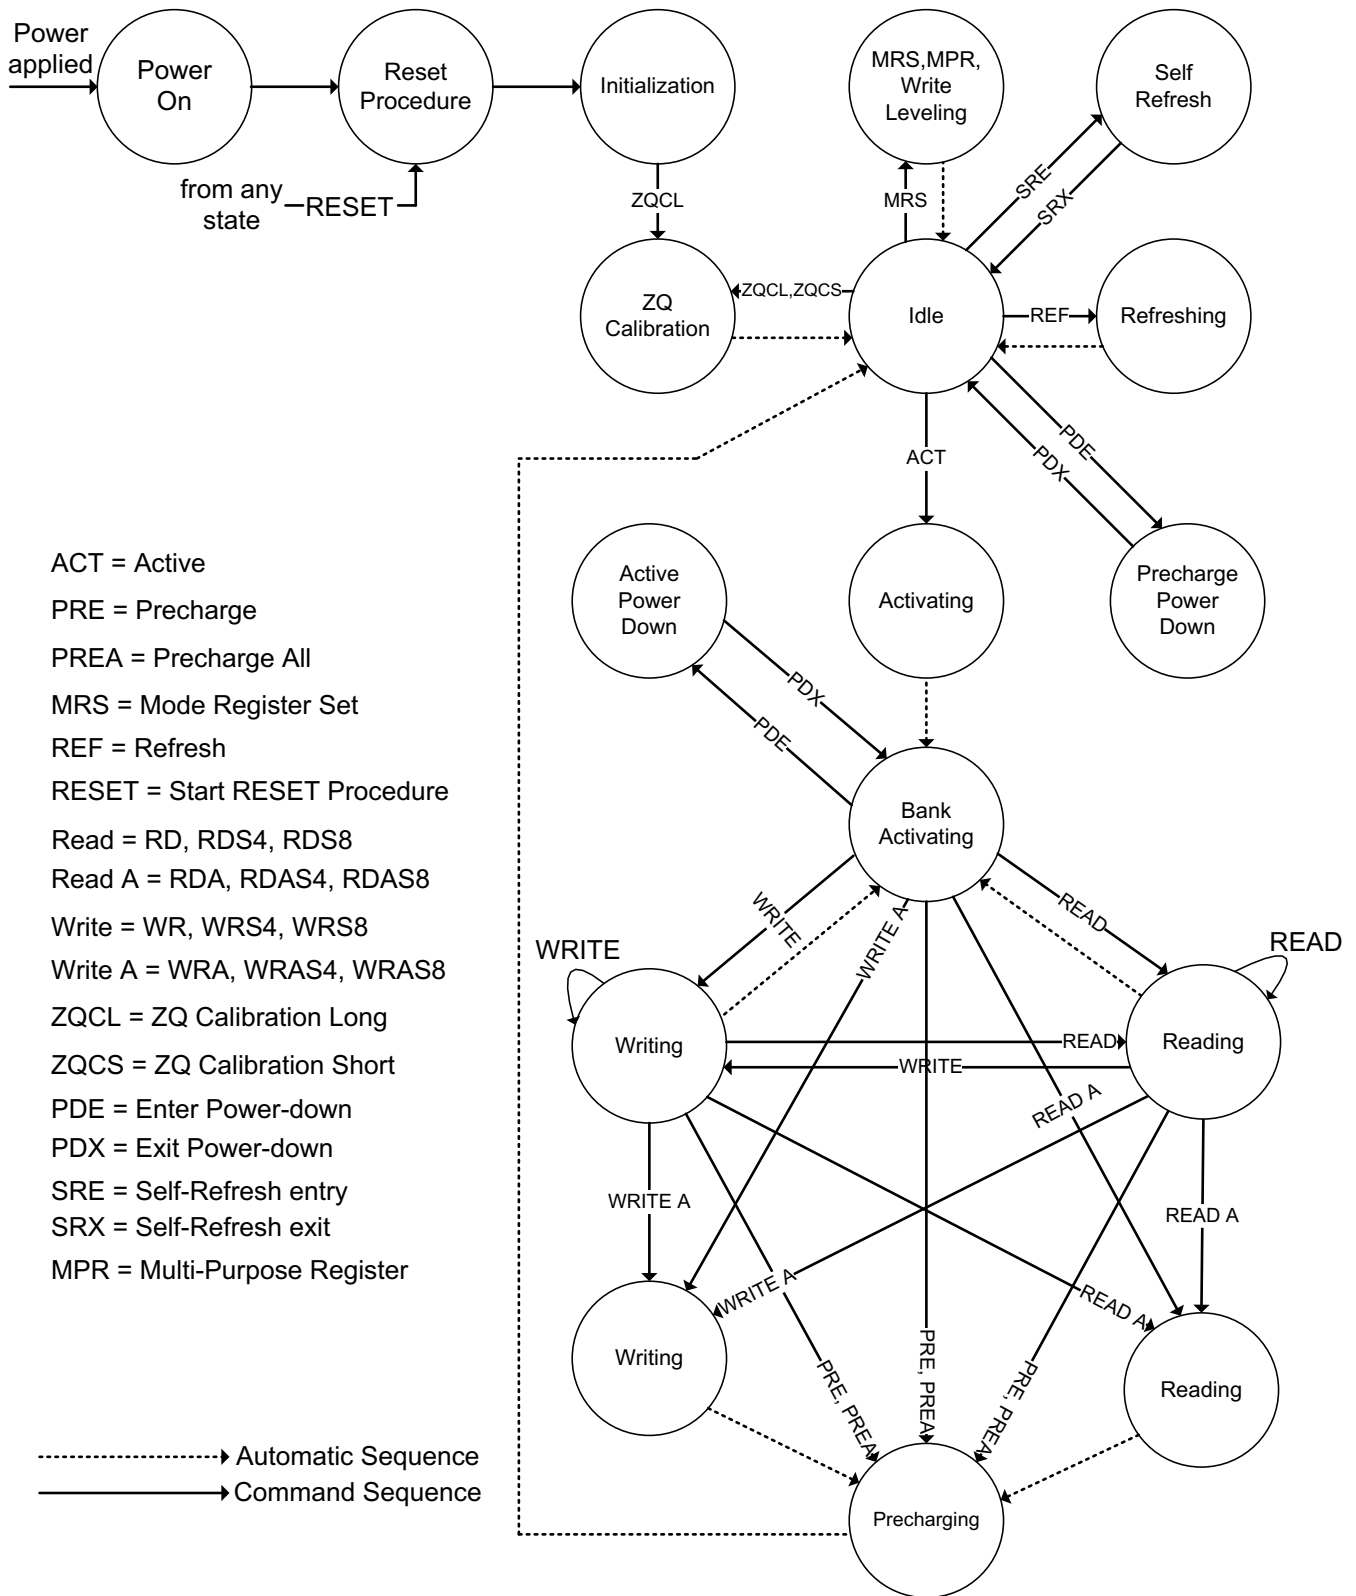 Power
applied
Power
On
Reset
Procedure
Initialization
MRS,MPR,
Write
Leveling
Self
Refresh
from any
state
RESET
ZQCL
MRS
SRE
SRX
ZQ
Calibration
ZQCL,ZQCS
Idle
REF
Refreshing
ACT
PDE
PDX
Active
Power
Down
Activating
Precharge
Power
Down
PDX
PDE
Bank
Activating
WRITE
WRITE A
READ
WRITE
READ
Writing
READ
WRITE
Reading
READ A
WRITE A
READ A
WRITE A
READ A
Writing
PRE, PREA
PRE, PREA
PRE, PREA
Reading
Precharging
ACT = Active
PRE = Precharge
PREA = Precharge All
MRS = Mode Register Set
REF = Refresh
RESET = Start RESET Procedure
Read = RD, RDS4, RDS8
Read A = RDA, RDAS4, RDAS8
Write = WR, WRS4, WRS8
Write A = WRA, WRAS4, WRAS8
ZQCL = ZQ Calibration Long
ZQCS = ZQ Calibration Short
PDE = Enter Power-down
PDX = Exit Power-down
SRE = Self-Refresh entry
SRX = Self-Refresh exit
MPR = Multi-Purpose Register
Automatic Sequence
Command Sequence